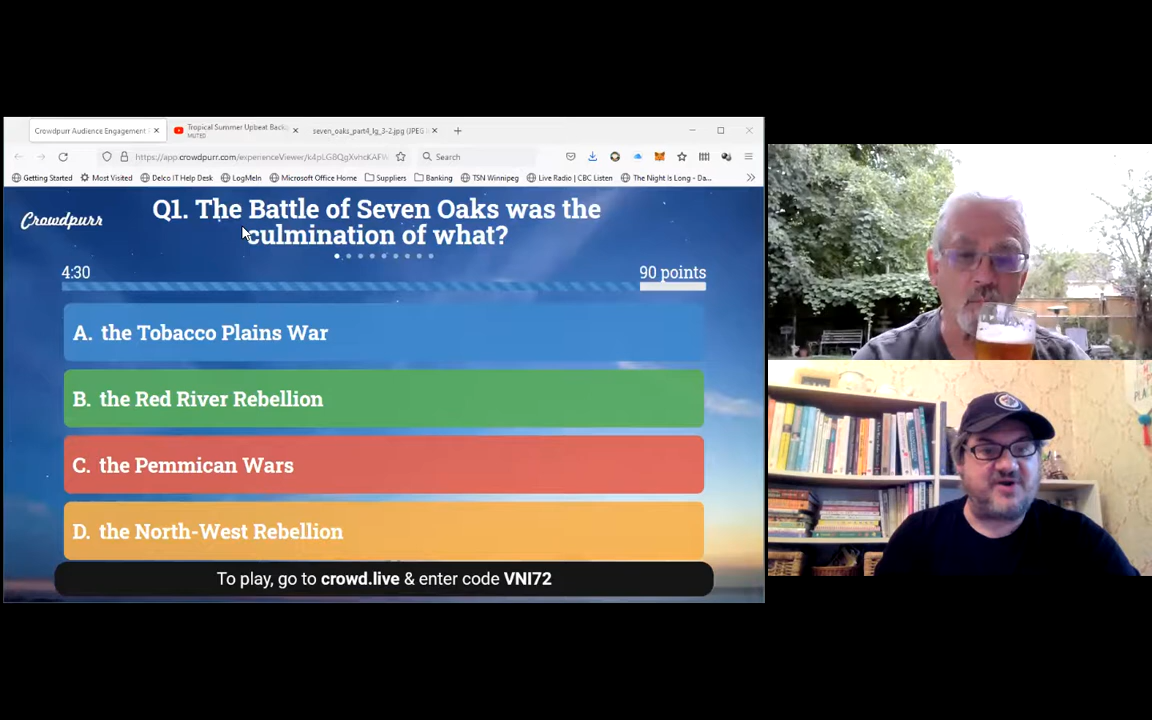 Crowdpurr Audience Engagement
Tropical Summer Upbeat Back
MUTED
seven_oaks_part4_lg_3-2.jpg (JPEG I
Search
Getting Started
Most Visited
Delco IT Help Desk
LogMeIn
Microsoft Office Home
Suppliers
Banking
TSN Winnipeg
Live Radio | CBC Listen
The Night Is Long - Da...
Crowdpurr
Q1. The Battle of Seven Oaks was the
culmination of what?
4:30
90 points
A. the Tobacco Plains War
B. the Red River Rebellion
C. the Pemmican Wars
D. the North-West Rebellion
To play, go to crowd.live & enter code VNI72